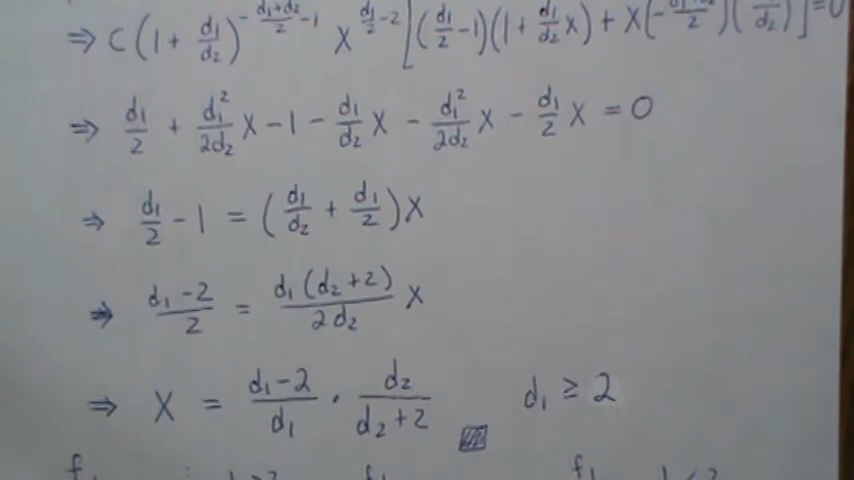 ⇒ C(1 + d₁/d₂)^(-(d₁+d₂)/2 - 1) X^(d₁/2 - 2) [(d₁/2 - 1)(1 + d₁/d₂ X) + X(- /2)( /d₂)] = 0
⇒ d₁/2 + d₁²/2d₂ X - 1 - d₁/d₂ X - d₁²/2d₂ X - d₁/2 X = 0
⇒ d₁/2 - 1 = (d₁/d₂ + d₁/2)X
⇒ d₁-2/2 = d₁(d₂+2)/2d₂ X
⇒ X = d₁-2/d₁ · d₂/d₂+2 d₁ ≥ 2